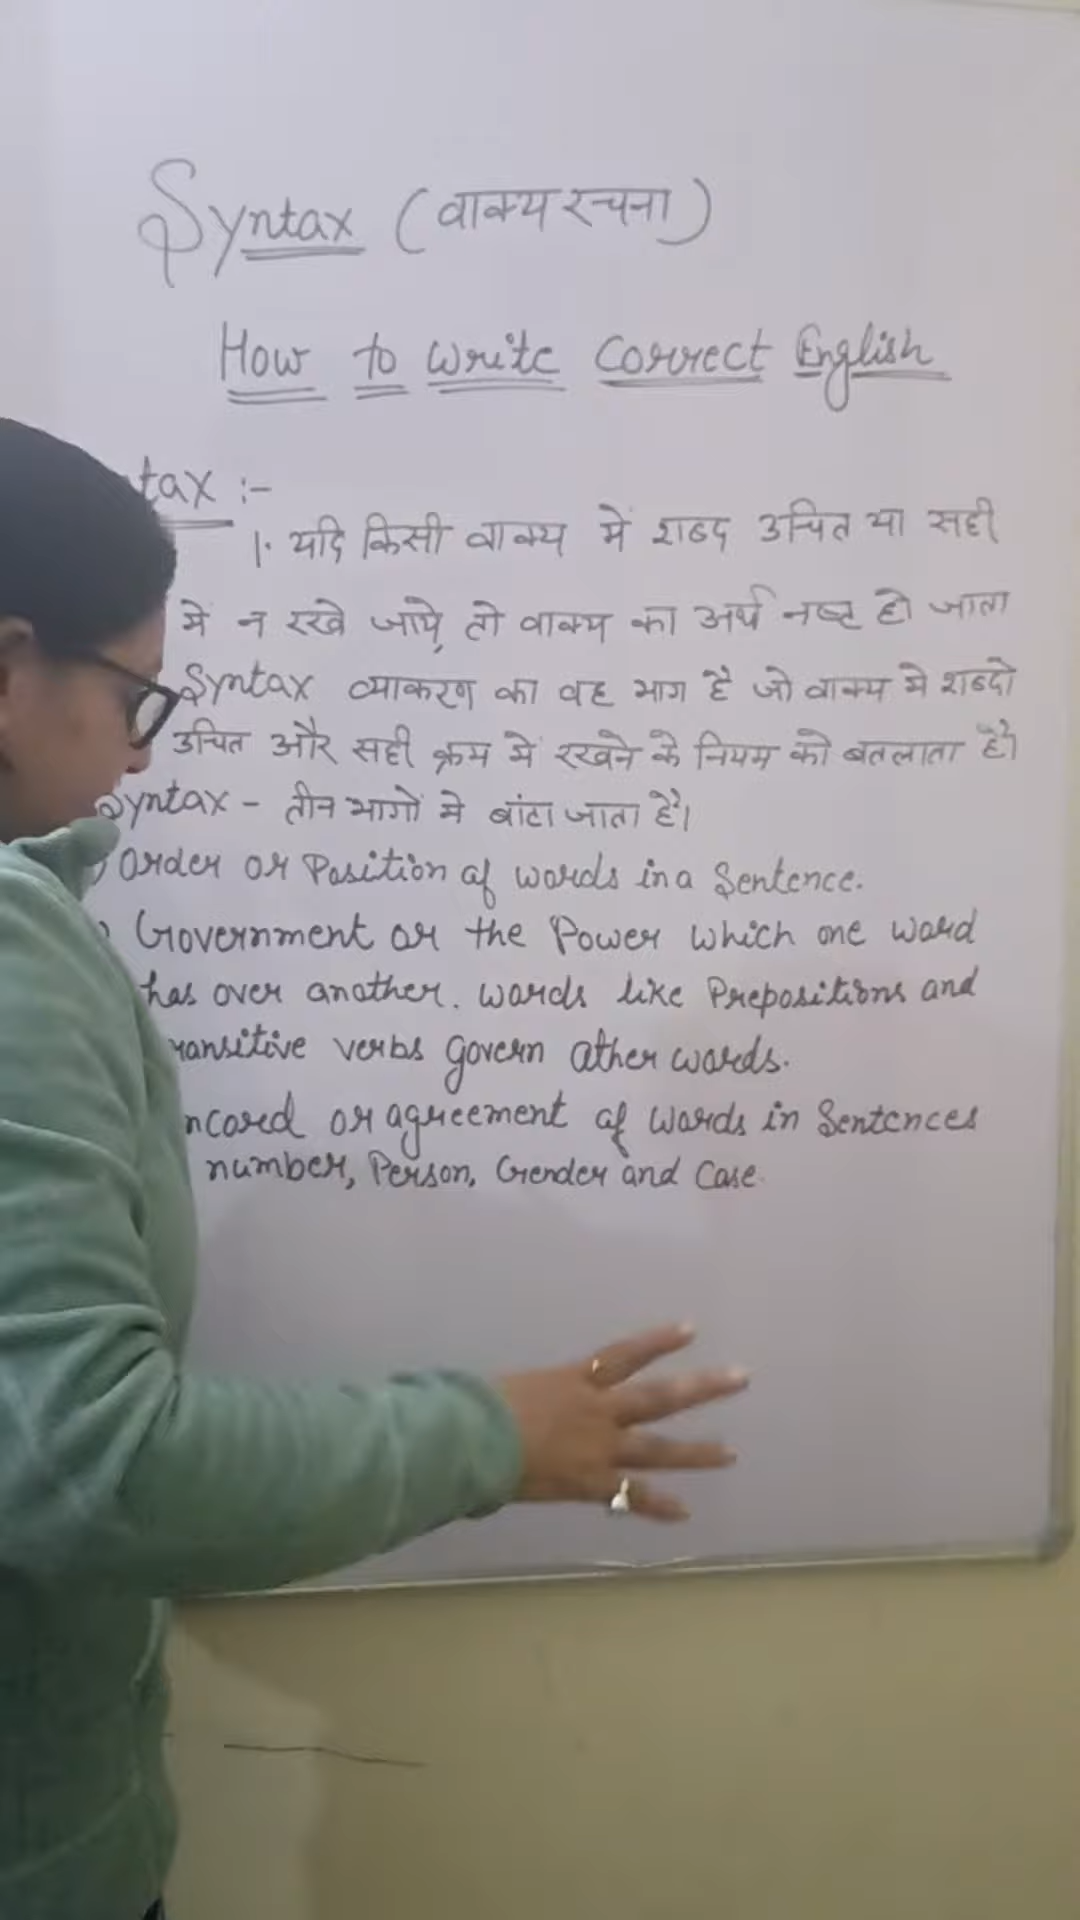 Syntax (वाक्य रचना)
How to write Correct English
tax :-
1. यदि किसी वाक्य में शब्द उचित या सही
में न रखे जाये, तो वाक्य का अर्थ नष्ट हो जाता
Syntax व्याकरण का वह भाग है जो वाक्य मे शब्दो
उचित और सही क्रम में रखने के नियम को बतलाता है।
Syntax - तीन भागों मे बांटा जाता है।
) Order or Position of words in a Sentence.
) Government or the Power which one word
has over another. words like Prepositions and
ransitive verbs govern other words.
ncored or agreement of words in Sentences
number, Person, Gender and Case.